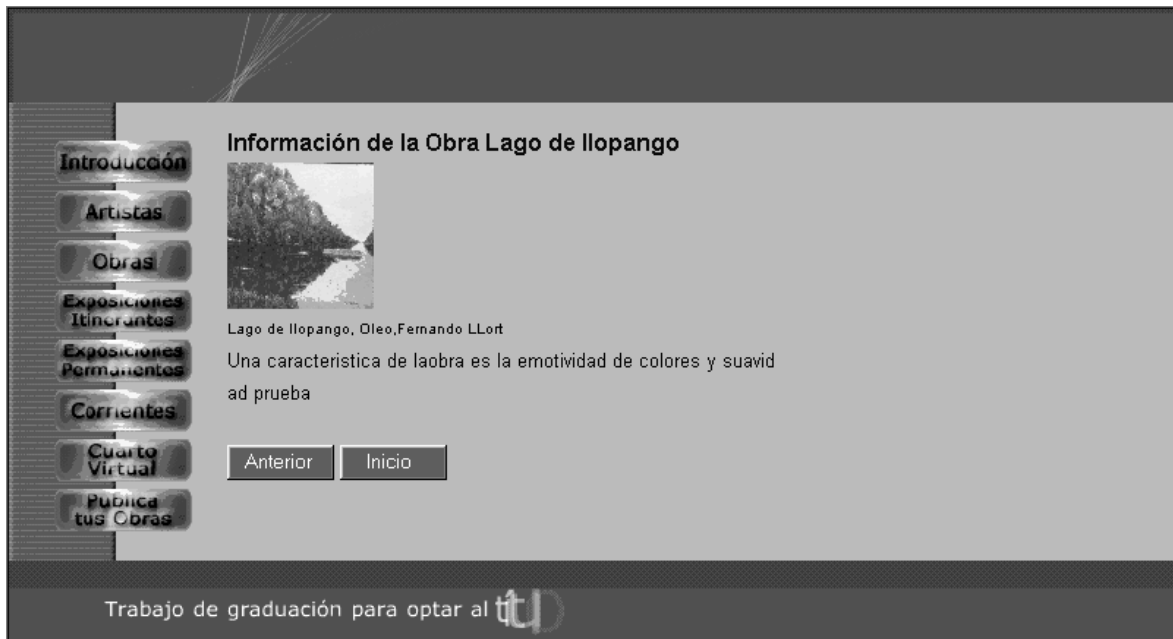 Información de la Obra Lago de Ilopango
Introducción
Artistas
Obras
Exposiciones
Itinerantes
Exposiciones
Permanentes
Corrientes
Cuarto
Virtual
Publica
tus Obras
Lago de Ilopango, Oleo,Fernando LLort
Una caracteristica de laobra es la emotividad de colores y suavid
ad prueba
Anterior
Inicio
Trabajo de graduación para optar al